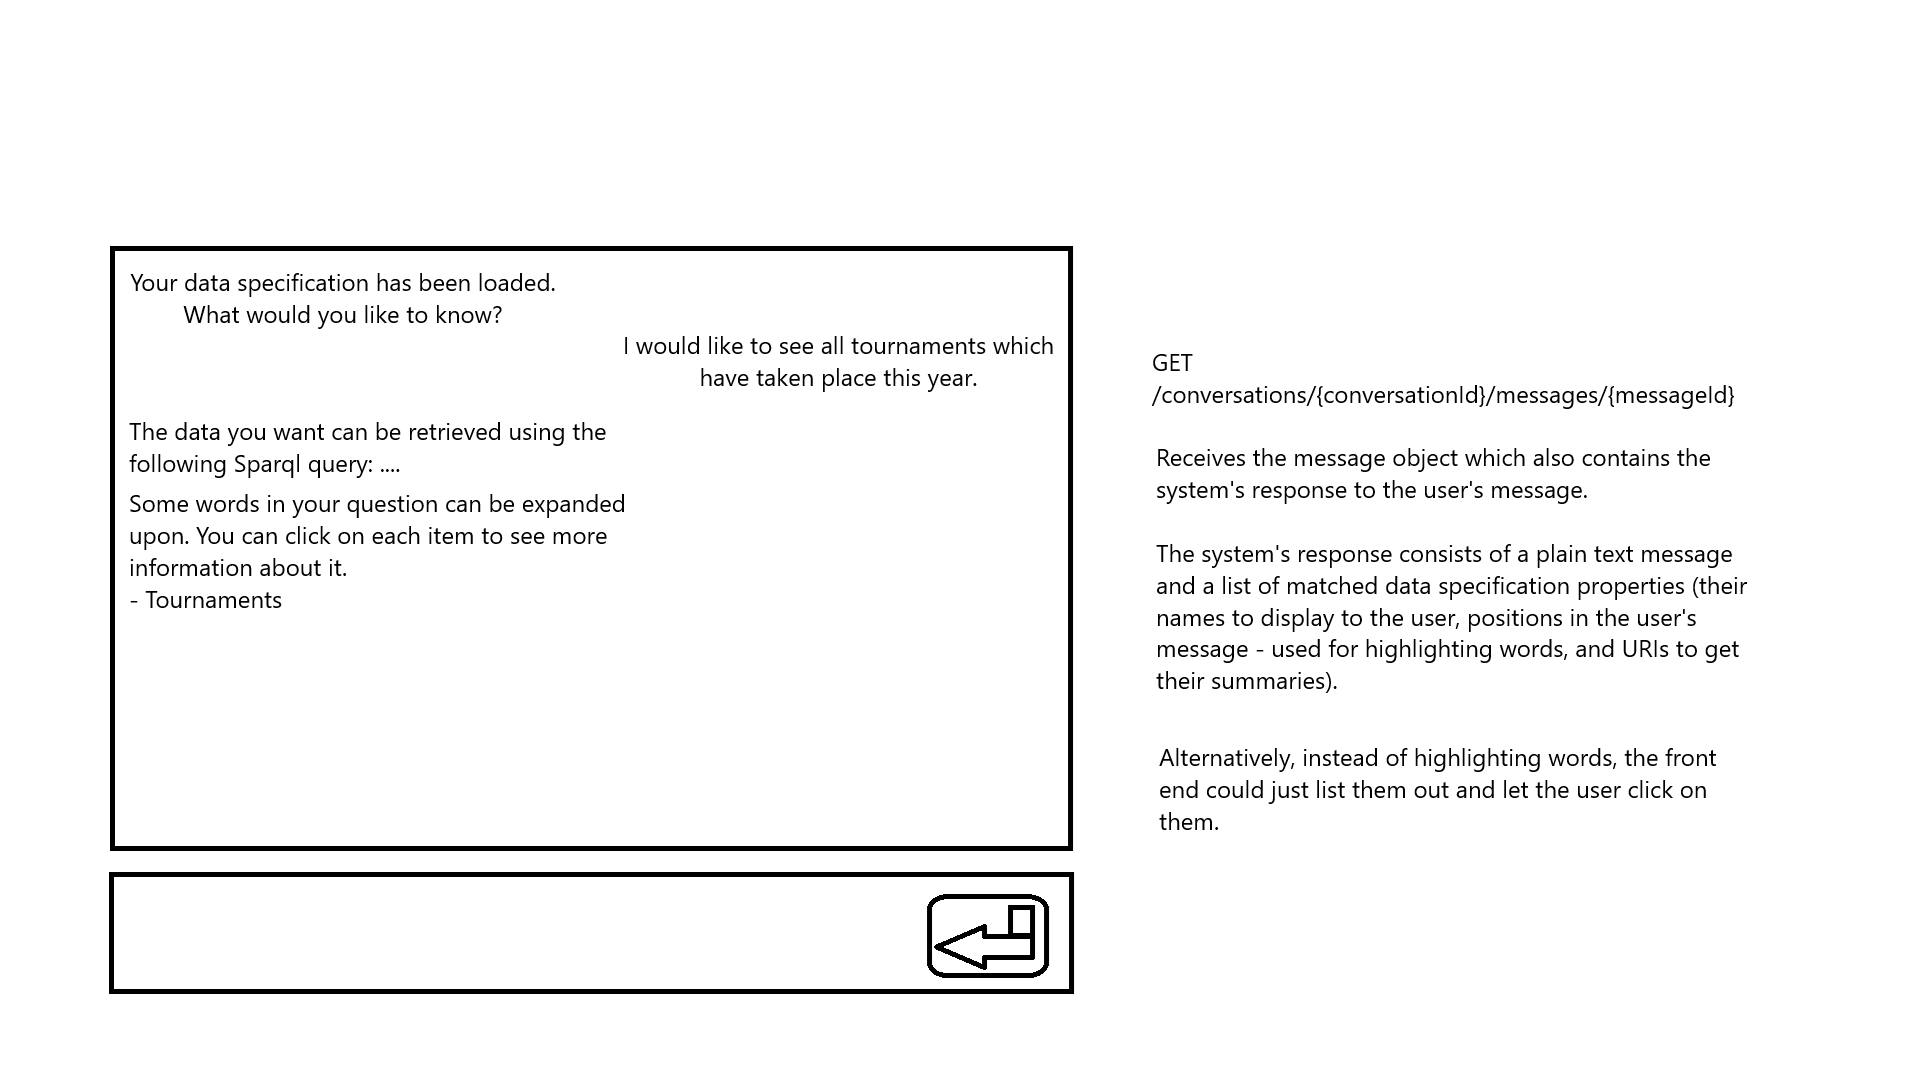 Your data specification has been loaded.
What would you like to know?
I would like to see all tournaments which
have taken place this year.
The data you want can be retrieved using the
following Sparql query: ....
Some words in your question can be expanded
upon. You can click on each item to see more
information about it.
- Tournaments
GET
/conversations/{conversationId}/messages/{messageId}
Receives the message object which also contains the
system's response to the user's message.
The system's response consists of a plain text message
and a list of matched data specification properties (their
names to display to the user, positions in the user's
message - used for highlighting words, and URIs to get
their summaries).
Alternatively, instead of highlighting words, the front
end could just list them out and let the user click on
them.